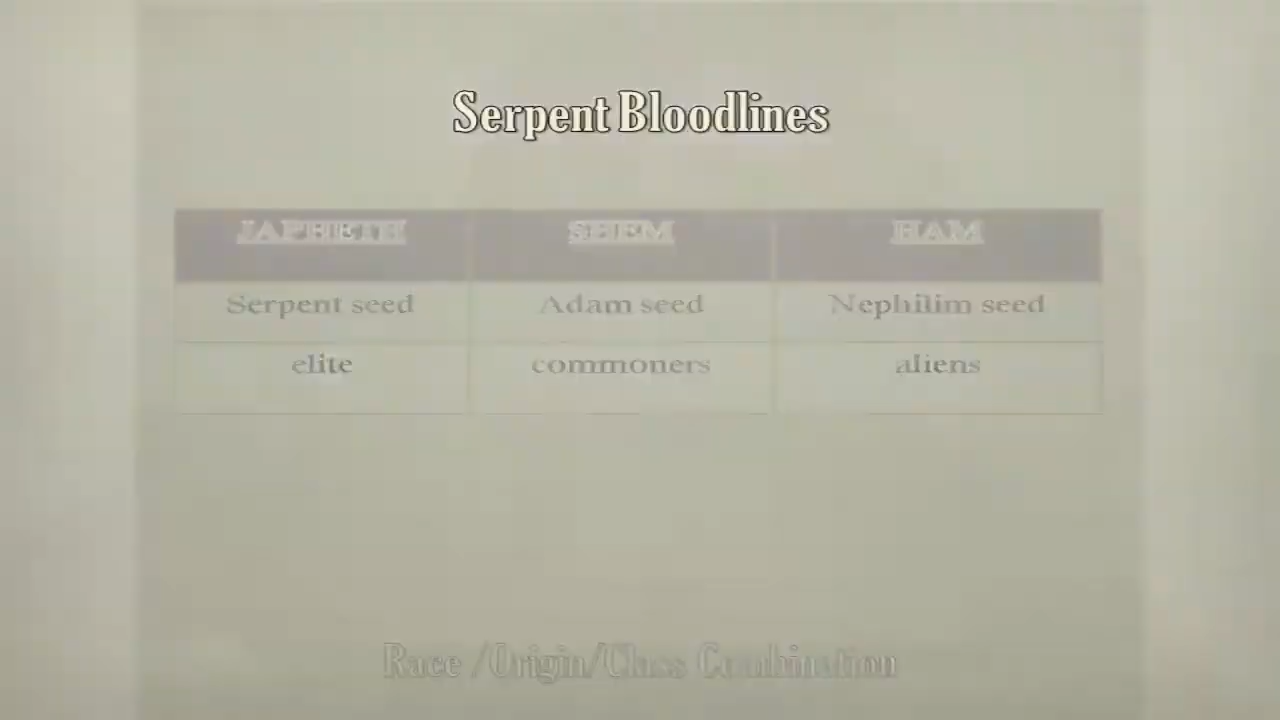 Serpent Bloodlines
JAPHETH SHEM HAM
Serpent seed Adam seed Nephilim seed
elite commoners aliens
Race /Origin/Class Combination